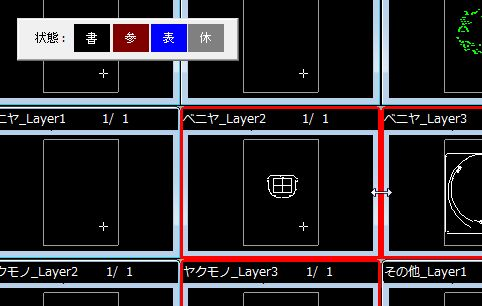 状態： 書 参 表 休
ニヤ_Layer1 1/ 1
ベニヤ_Layer2 1/ 1
ベニヤ_Layer3
クモノ_Layer2 1/ 1
ヤクモノ_Layer3 1/ 1
その他_Layer1